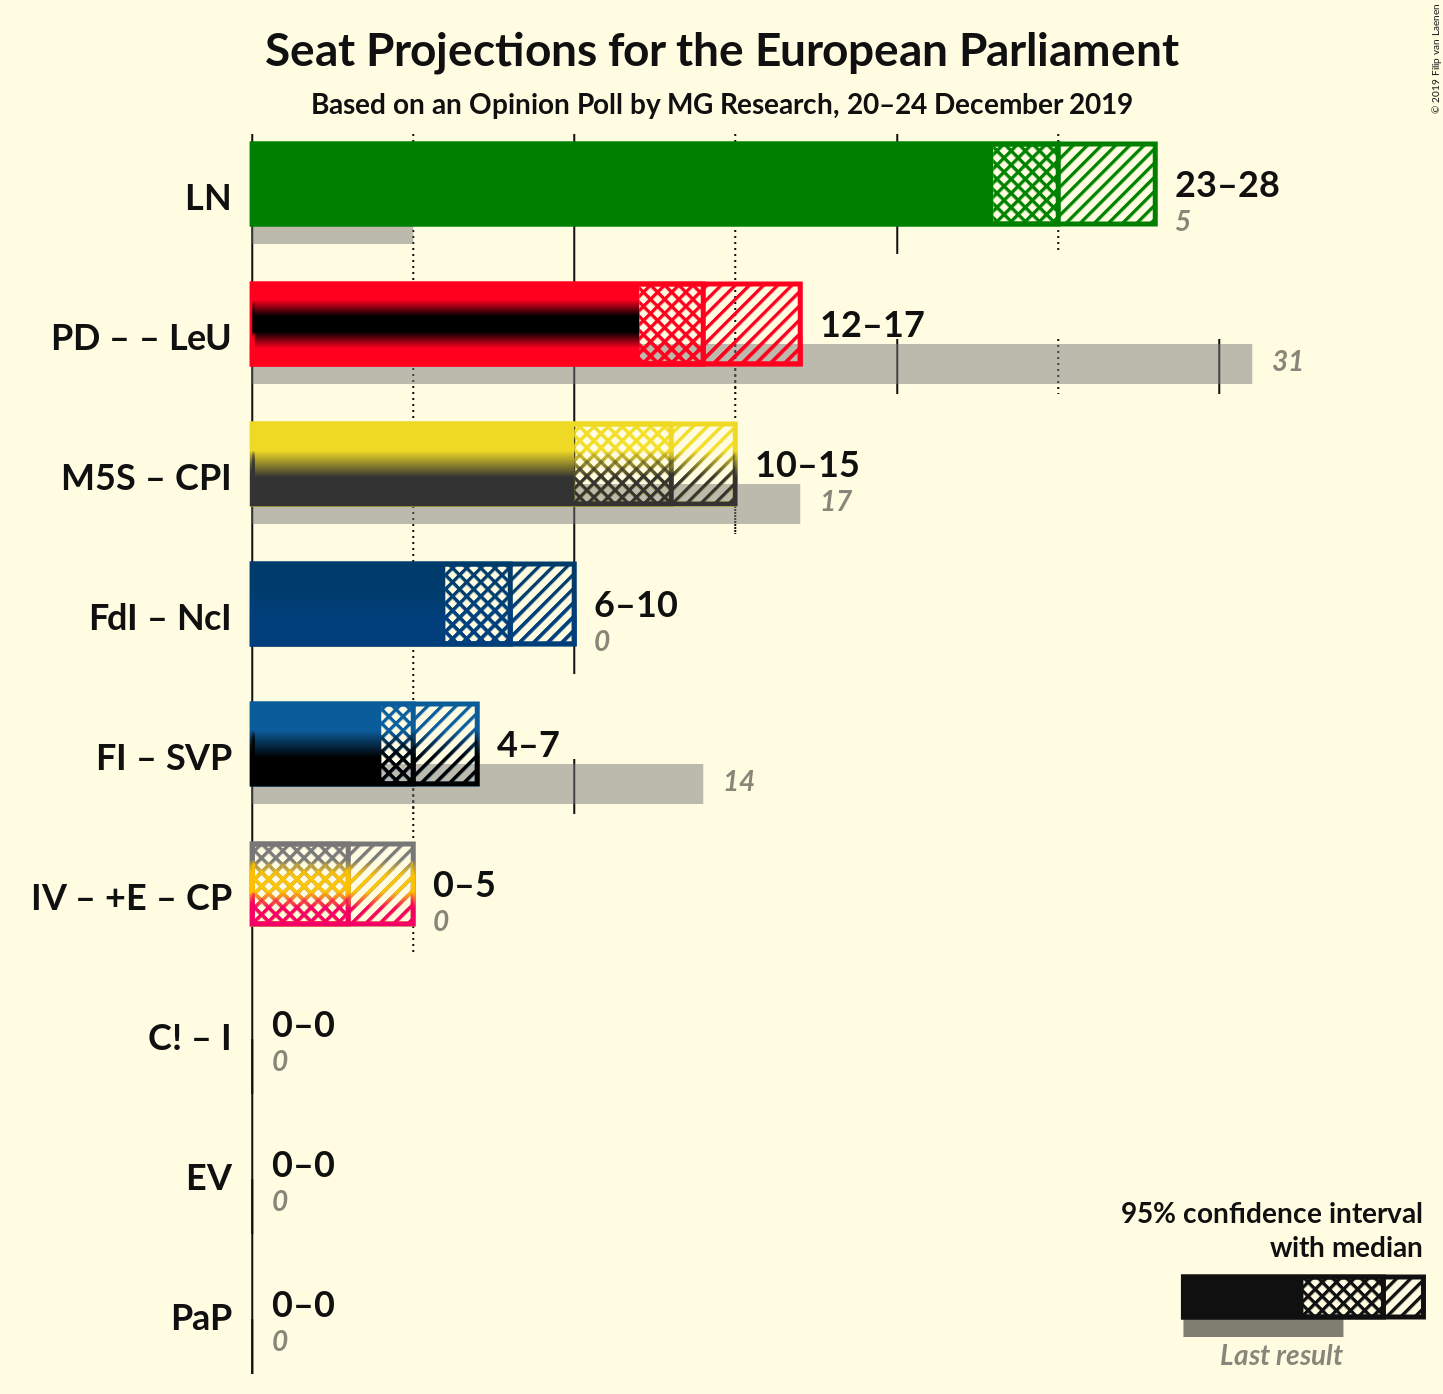 Seat Projections for the European Parliament
Based on an Opinion Poll by MG Research, 20–24 December 2019
© 2019 Filip van Laenen
LN
23–28
5
PD – – LeU
12–17
31
M5S – CPI
10–15
17
FdI – NcI
6–10
0
FI – SVP
4–7
14
IV – +E – CP
0–5
0
C! – I
0–0
0
EV
0–0
0
PaP
0–0
0
95% confidence interval
with median
Last result